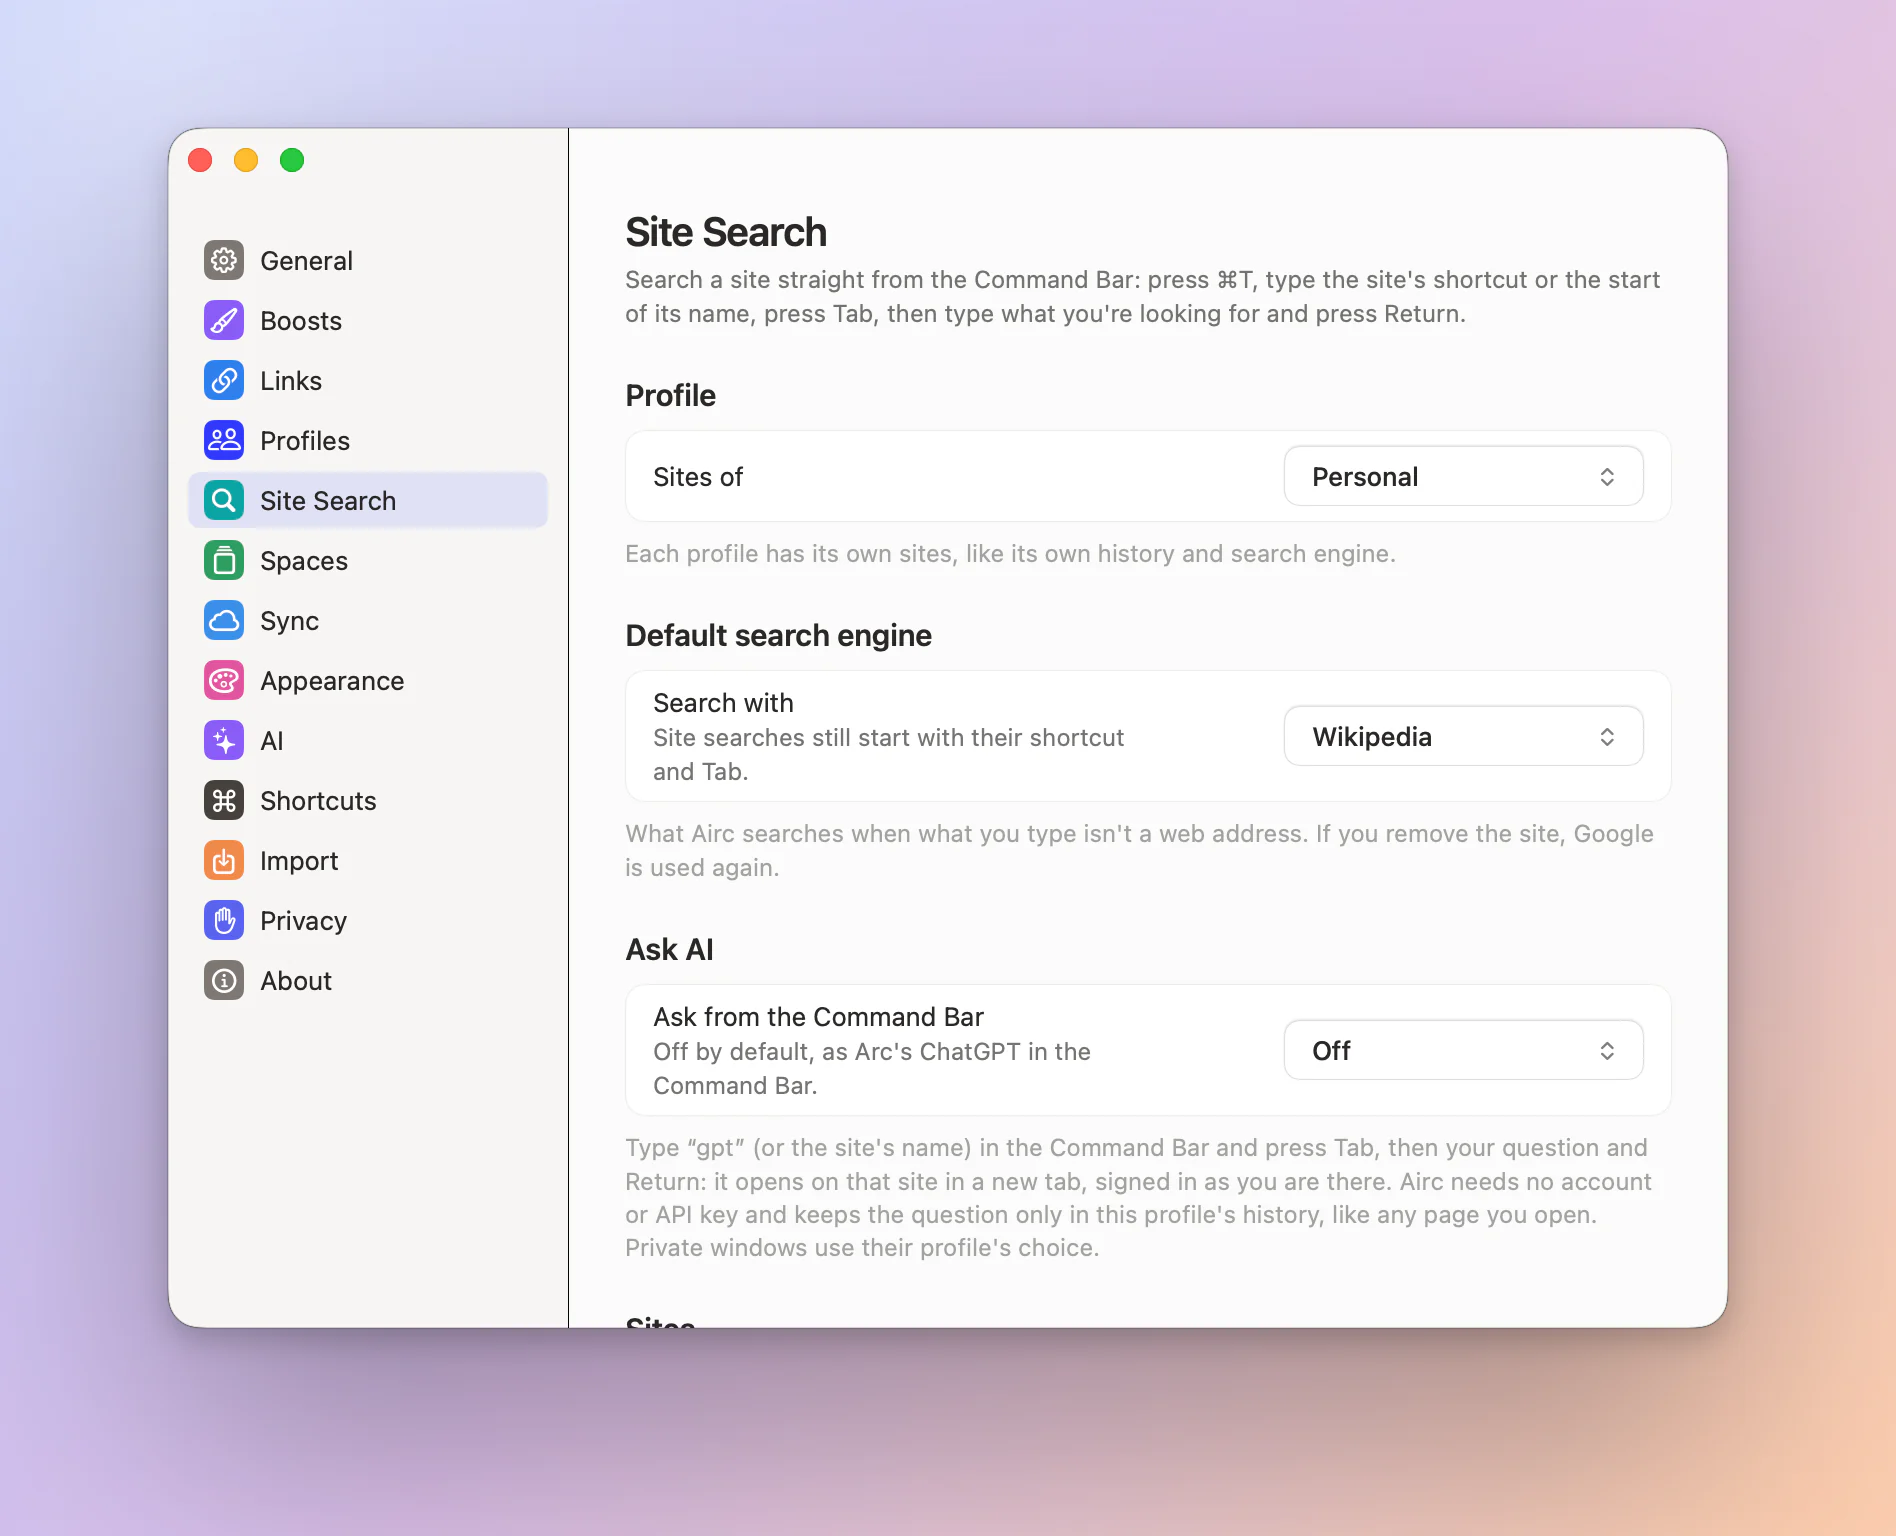 General
Boosts
Links
Profiles
Site Search
Spaces
Sync
Appearance
AI
Shortcuts
Import
Privacy
About
Site Search
Search a site straight from the Command Bar: press ⌘T, type the site's shortcut or the start
of its name, press Tab, then type what you're looking for and press Return.
Profile
Sites of
Personal
Each profile has its own sites, like its own history and search engine.
Default search engine
Search with
Site searches still start with their shortcut
and Tab.
Wikipedia
What Airc searches when what you type isn't a web address. If you remove the site, Google
is used again.
Ask AI
Ask from the Command Bar
Off by default, as Arc's ChatGPT in the
Command Bar.
Off
Type “gpt” (or the site's name) in the Command Bar and press Tab, then your question and
Return: it opens on that site in a new tab, signed in as you are there. Airc needs no account
or API key and keeps the question only in this profile's history, like any page you open.
Private windows use their profile's choice.
Sites